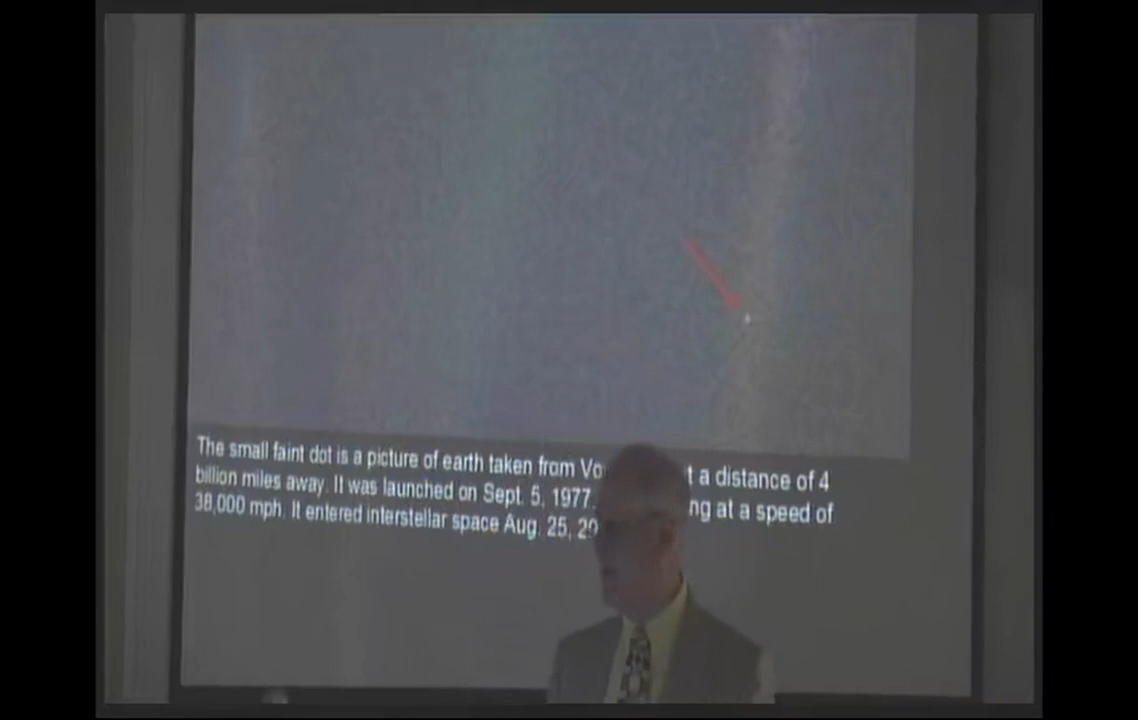 The small faint dot is a picture of earth taken from Vo t a distance of 4
billion miles away. It was launched on Sept. 5, 1977. ng at a speed of
38,000 mph. It entered interstellar space Aug. 25, 20